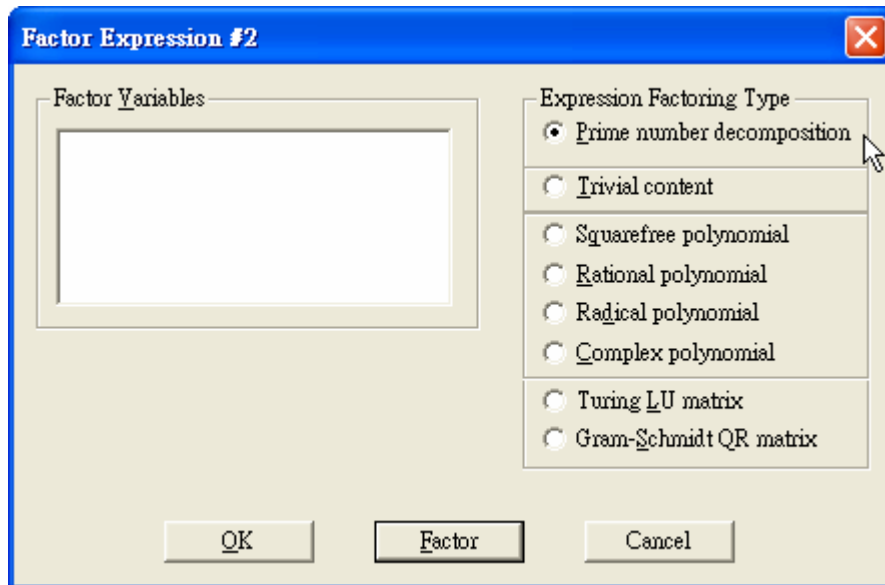 Factor Expression #2
Factor Variables
Expression Factoring Type
Prime number decomposition
Trivial content
Squarefree polynomial
Rational polynomial
Radical polynomial
Complex polynomial
Turing LU matrix
Gram-Schmidt QR matrix
OK
Factor
Cancel